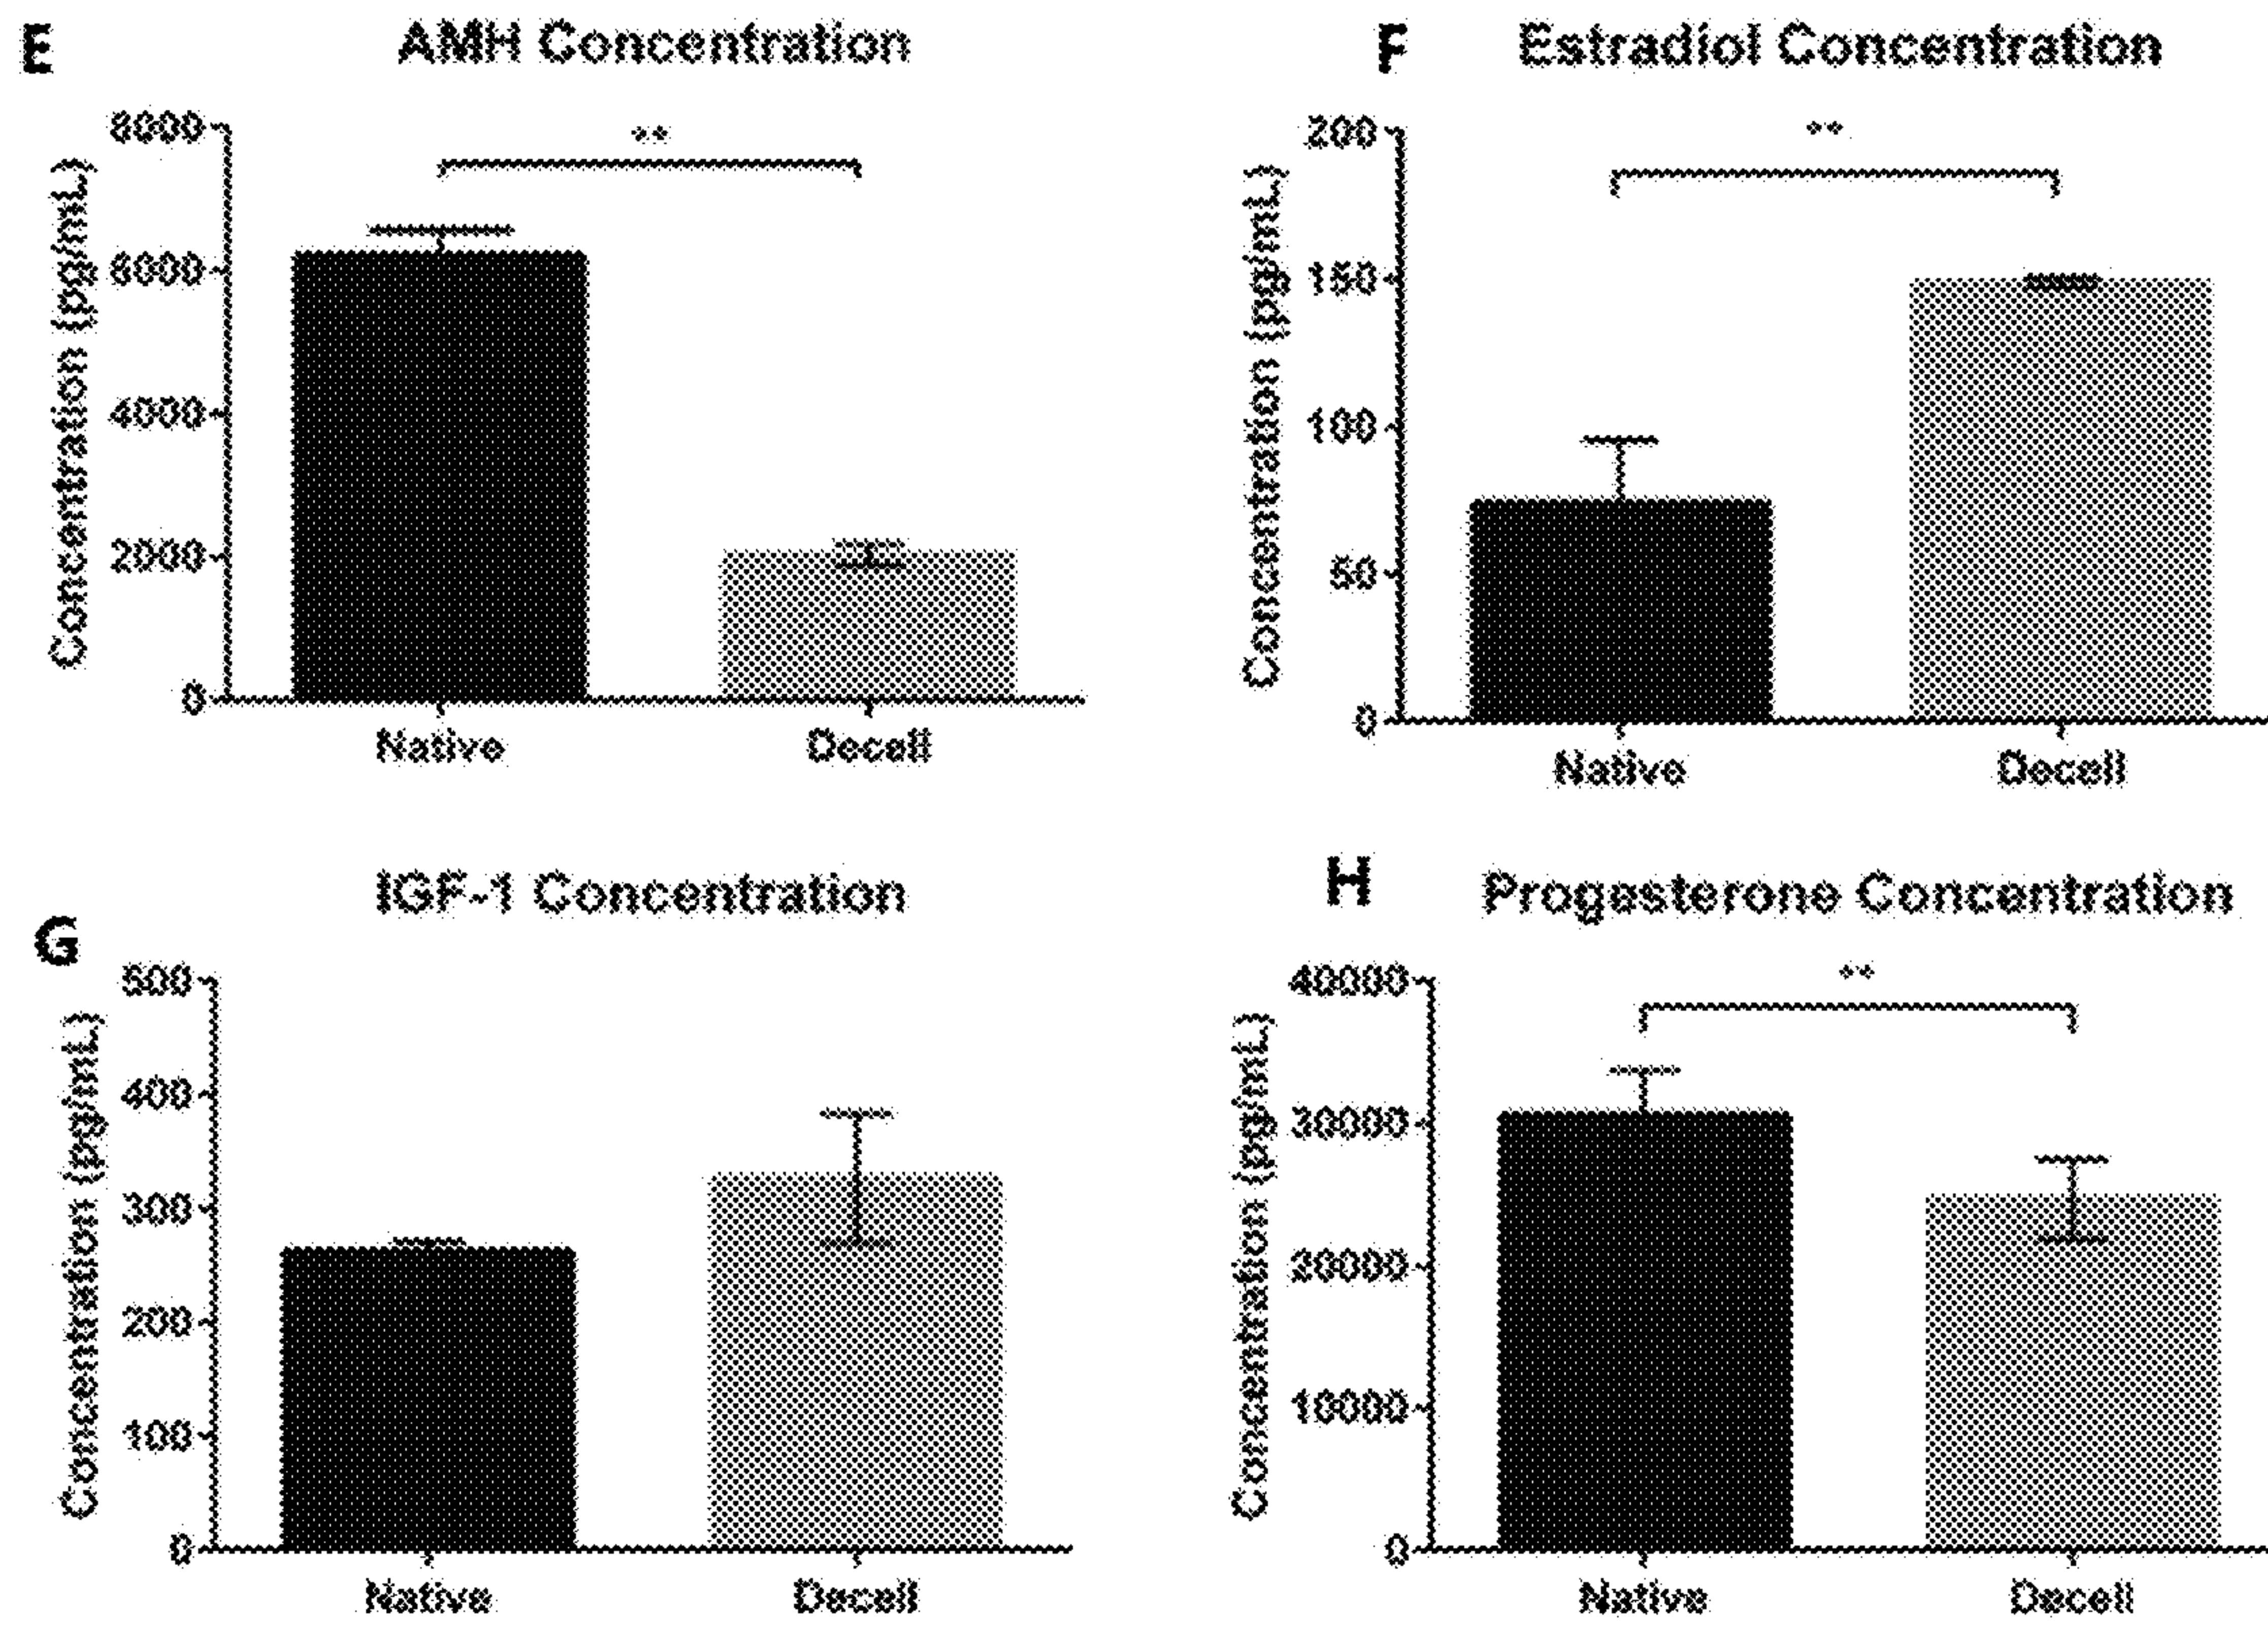 E
AMH Concentration
Concentration (pg/mL)
8000
6000
4000
2000
0
**
Native
Decell
F
Estradiol Concentration
Concentration (pg/mL)
200
150
100
50
0
**
Native
Decell
G
IGF-1 Concentration
Concentration (pg/mL)
500
400
300
200
100
0
Native
Decell
H
Progesterone Concentration
Concentration (pg/mL)
40000
30000
20000
10000
0
**
Native
Decell